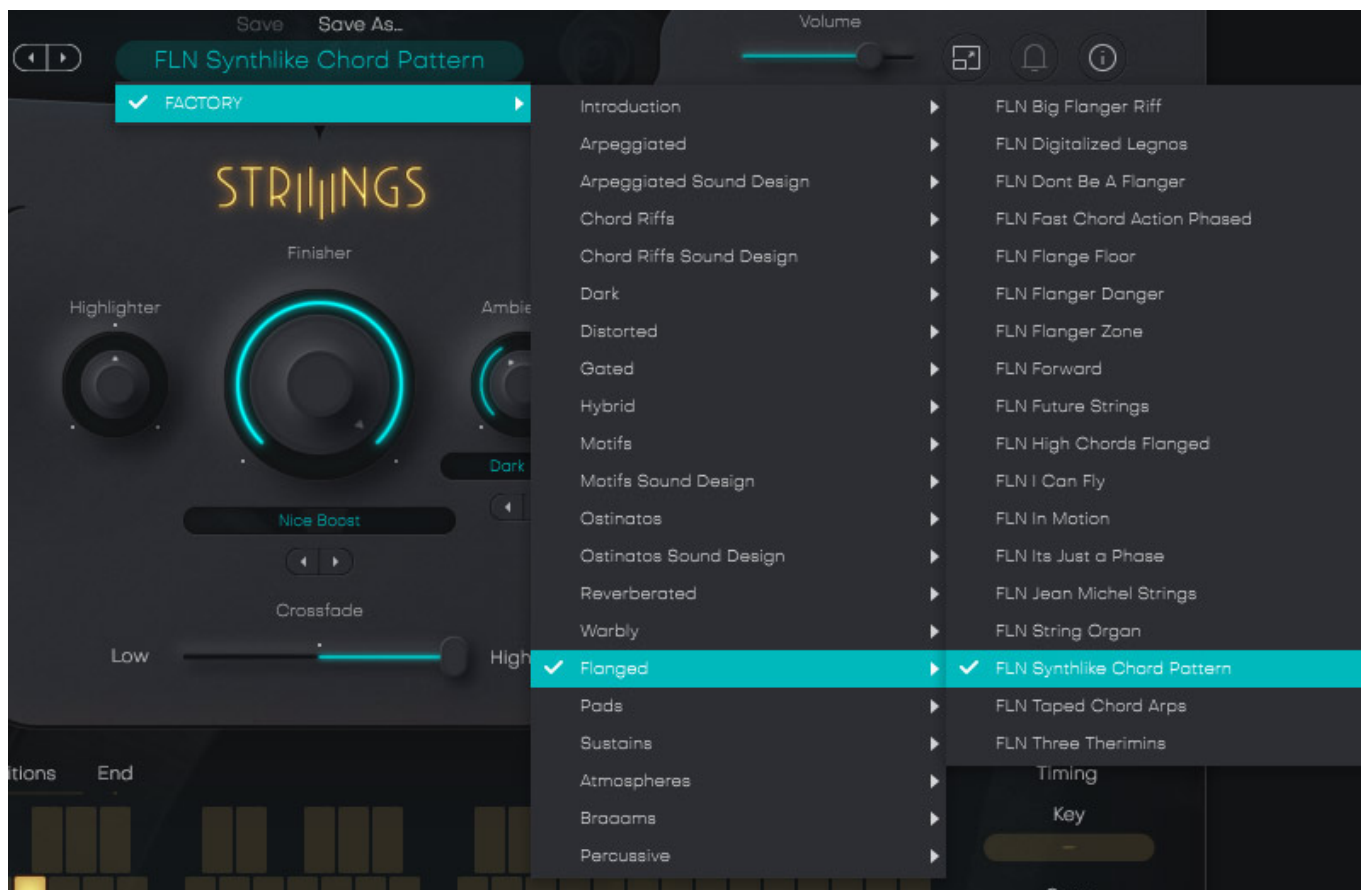 Save Save As...
Volume
FLN Synthlike Chord Pattern
FACTORY
STRIIIINGS
Finisher
Highlighter
Ambie
Dark
Nice Boost
Crossfade
Low
High
itions End
Introduction
Arpeggiated
Arpeggiated Sound Design
Chord Riffs
Chord Riffs Sound Design
Dark
Distorted
Gated
Hybrid
Motifs
Motifs Sound Design
Ostinatos
Ostinatos Sound Design
Reverberated
Warbly
Flanged
Pads
Sustains
Atmospheres
Braaams
Percussive
FLN Big Flanger Riff
FLN Digitalized Legnos
FLN Dont Be A Flanger
FLN Fast Chord Action Phased
FLN Flange Floor
FLN Flanger Danger
FLN Flanger Zone
FLN Forward
FLN Future Strings
FLN High Chords Flanged
FLN I Can Fly
FLN In Motion
FLN Its Just a Phase
FLN Jean Michel Strings
FLN String Organ
FLN Synthlike Chord Pattern
FLN Taped Chord Arps
FLN Three Therimins
Timing
Key